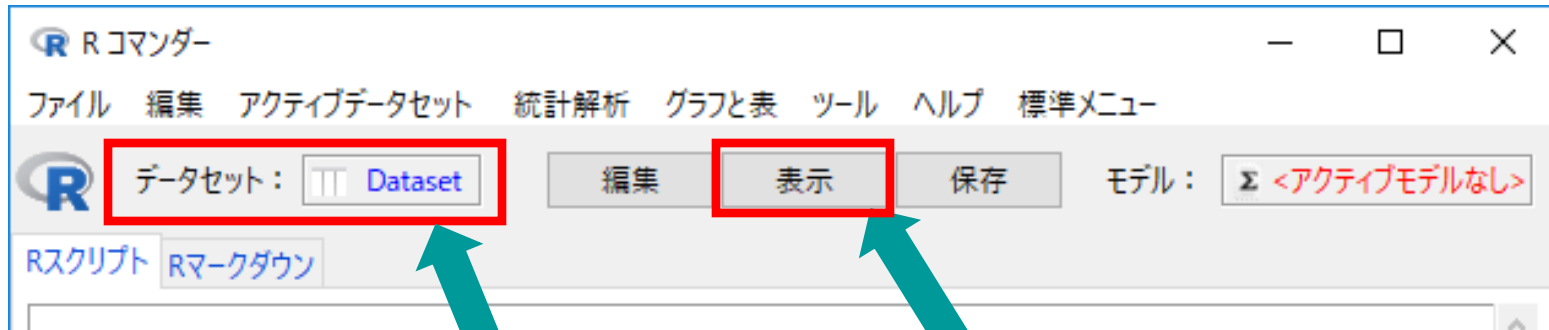 R コマンダー
ファイル 編集 アクティブデータセット 統計解析 グラフと表 ツール ヘルプ 標準メニュー
データセット: Dataset 編集 表示 保存 モデル: Σ <アクティブモデルなし>
Rスクリプト Rマークダウン